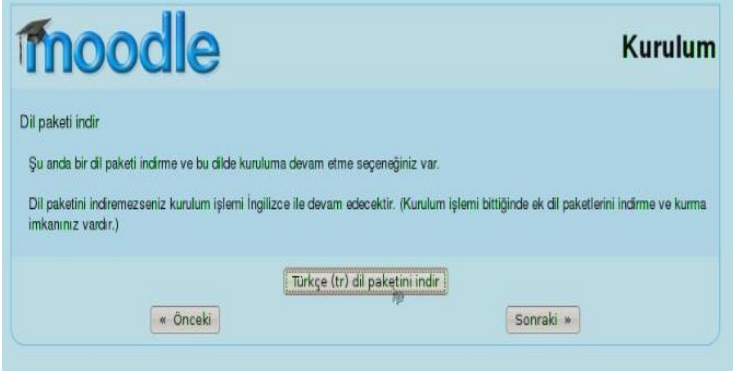 moodle
Kurulum
Dil paketi indir
Şu anda bir dil paketi indirme ve bu dilde kuruluma devam etme seçeneğiniz var.
Dil paketini indiremezseniz kurulum işlemi İngilizce ile devam edecektir. (Kurulum işlemi bittiğinde ek dil paketlerini indirme ve kurma
imkanınız vardır.)
Türkçe (tr) dil paketini indir
« Önceki
Sonraki »